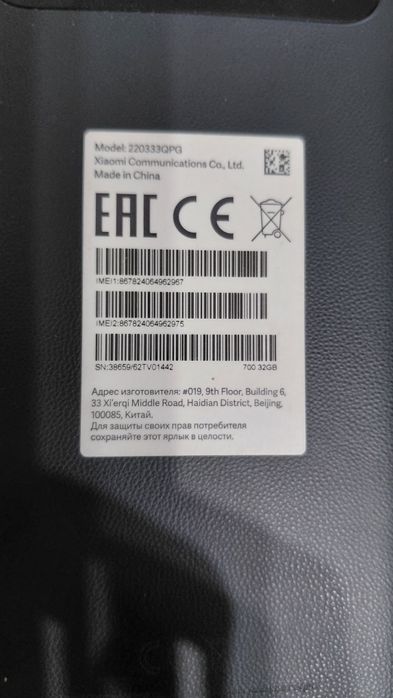 Model: 220333QPG
Xiaomi Communications Co., Ltd.
Made in China
EAC CE
IMEI1:867824064962967
IMEI2:867824064962975
SN:38659/62TV01442 700 32GB
Адрес изготовителя: #019, 9th Floor, Building 6,
33 Xi'erqi Middle Road, Haidian District, Beijing,
100085, Китай.
Для защиты своих прав потребителя
сохраняйте этот ярлык в целости.